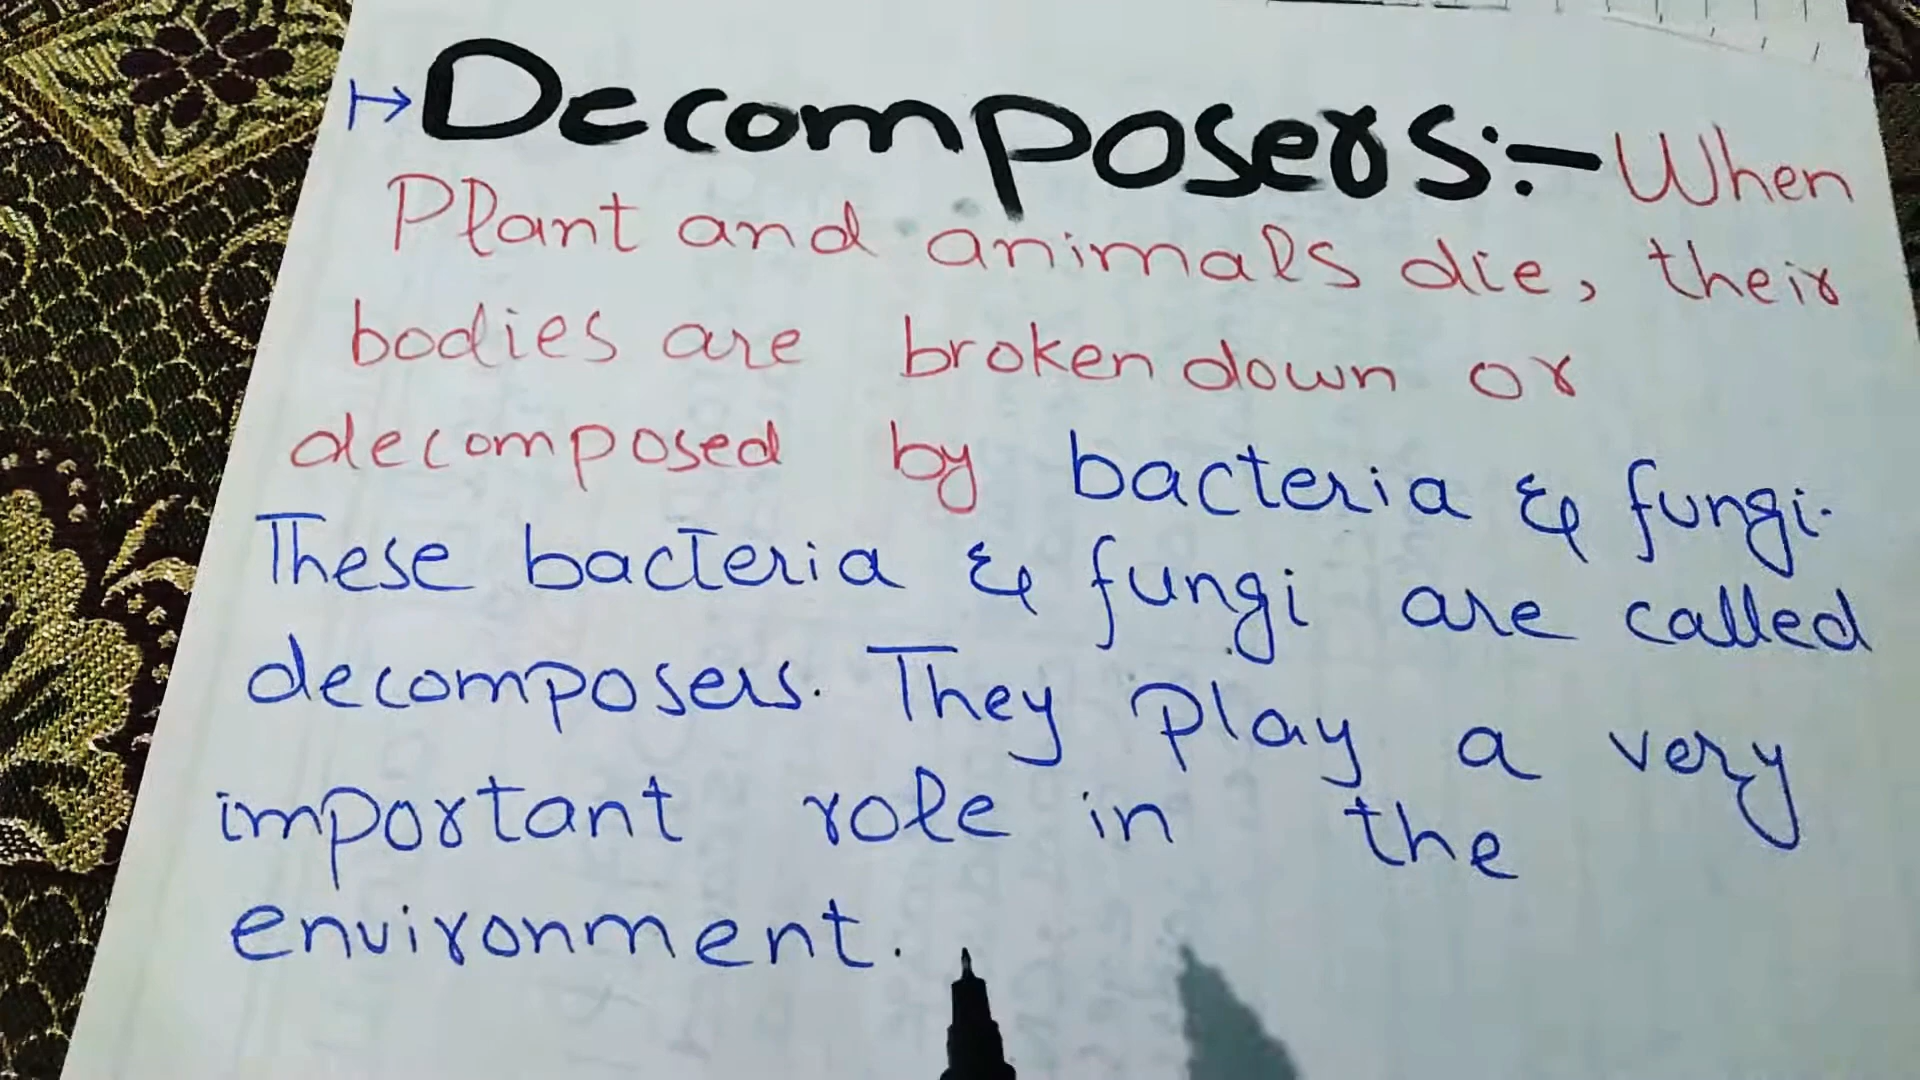 ↦Decomposers:- When
Plant and animals die, their
bodies are broken down or
decomposed by bacteria & fungi.
These bacteria & fungi are called
decomposers. They Play a very
important role in the
environment.